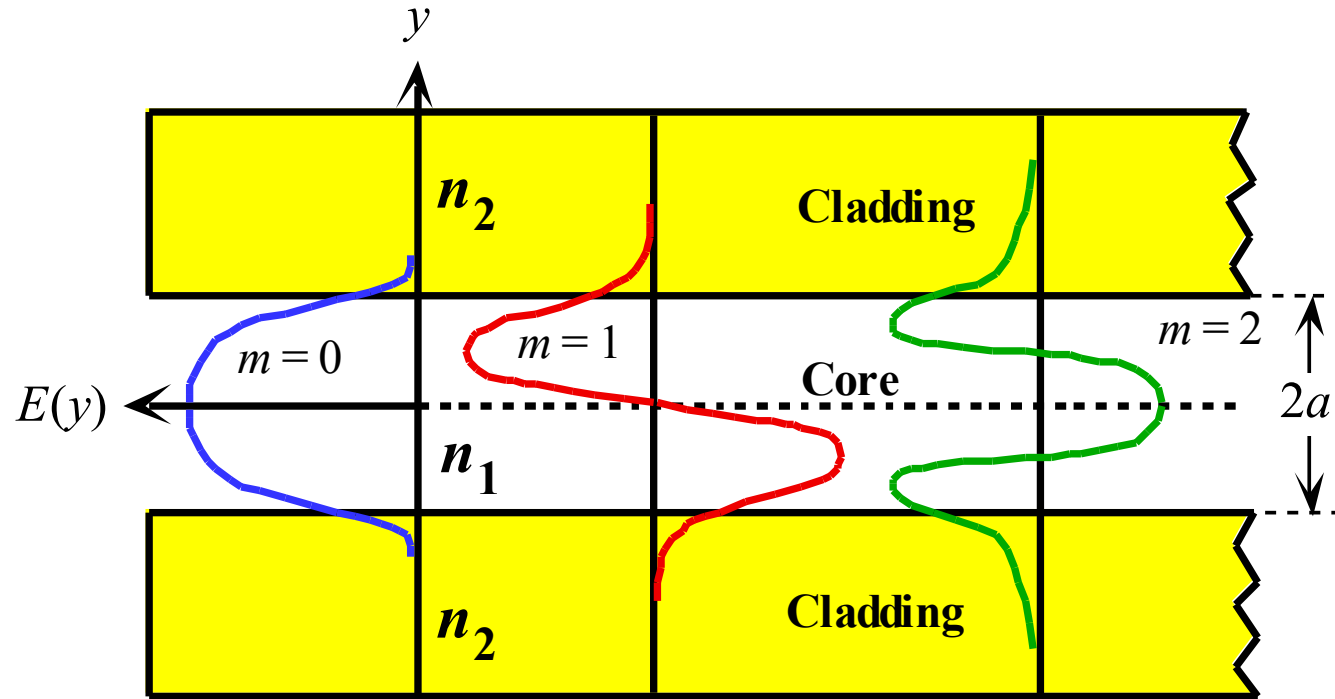 y
n2
Cladding
m = 0
m = 1
m = 2
E(y)
Core
2a
n1
n2
Cladding